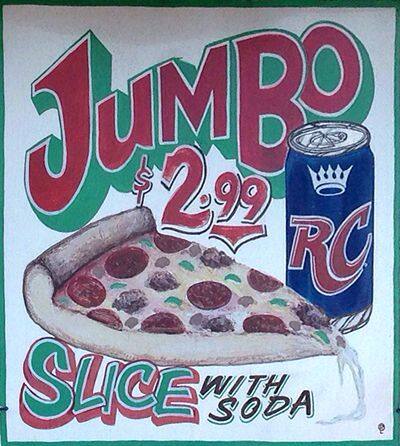 JUMBO
$2.99
RC
SLICE WITH
SODA